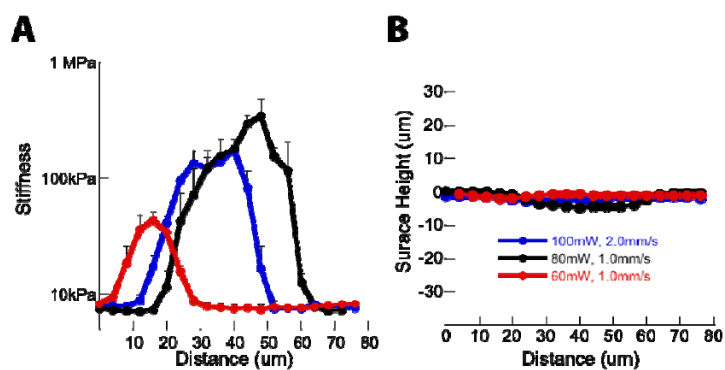 A
B
1 MPa
100kPa
10kPa
Stiffness
0 10 20 30 40 50 60 70 80
Distance (um)
30
20
10
0
-10
-20
-30
Surace Height (um)
100mW, 2.0mm/s
80mW, 1.0mm/s
60mW, 1.0mm/s
0 10 20 30 40 50 60 70 80
Distance (um)